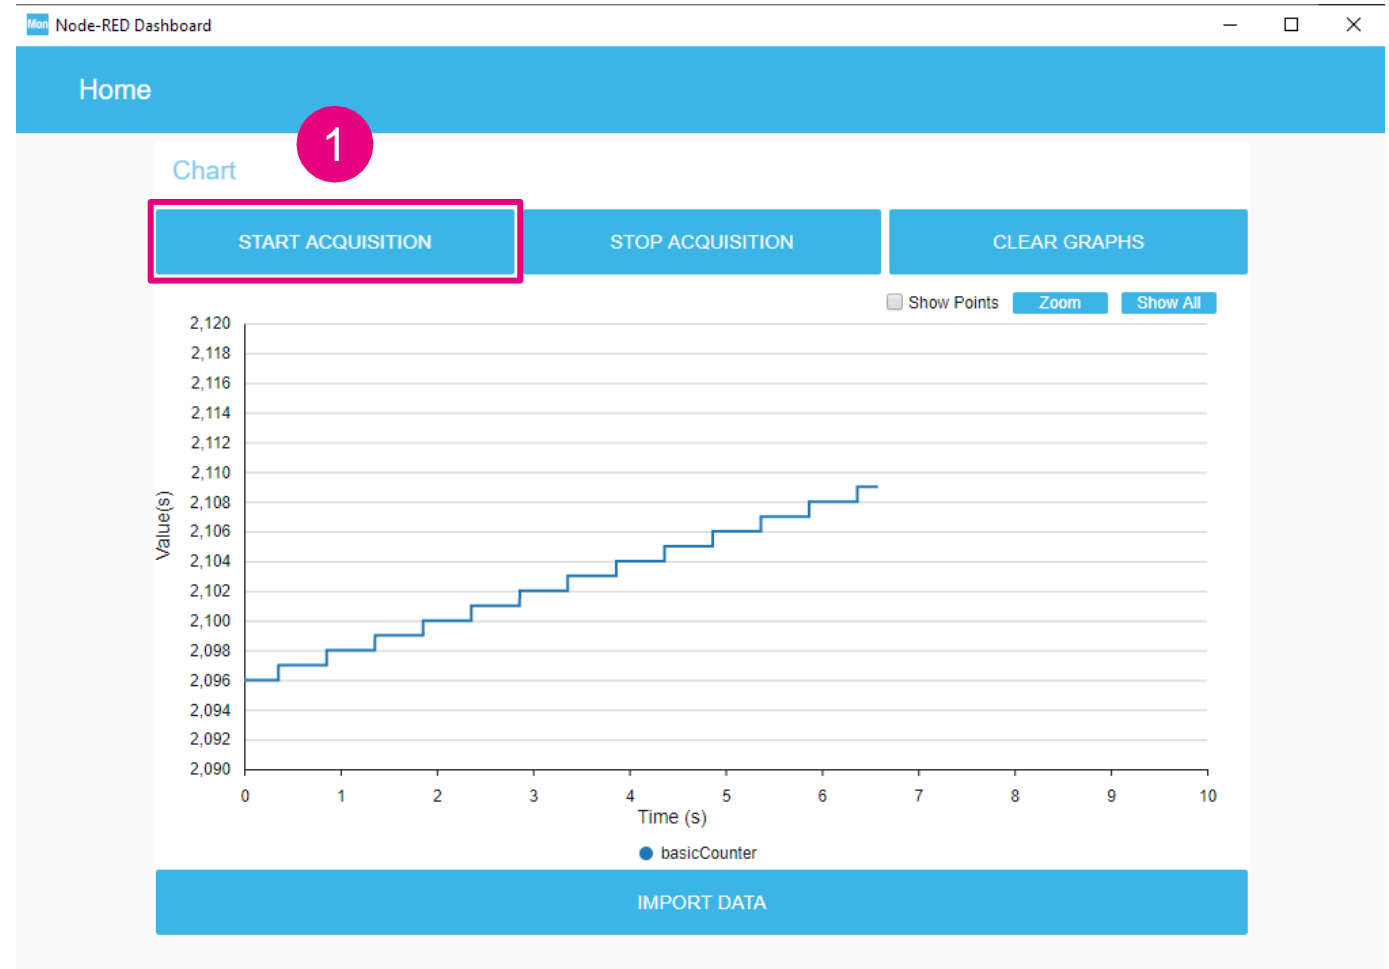 Mon Node-RED Dashboard
Home
1
Chart
START ACQUISITION STOP ACQUISITION CLEAR GRAPHS
Show Points Zoom Show All
2,120
2,118
2,116
2,114
2,112
2,110
2,108
2,106
2,104
2,102
2,100
2,098
2,096
2,094
2,092
2,090
Value(s)
0 1 2 3 4 5 6 7 8 9 10
Time (s)
basicCounter
IMPORT DATA